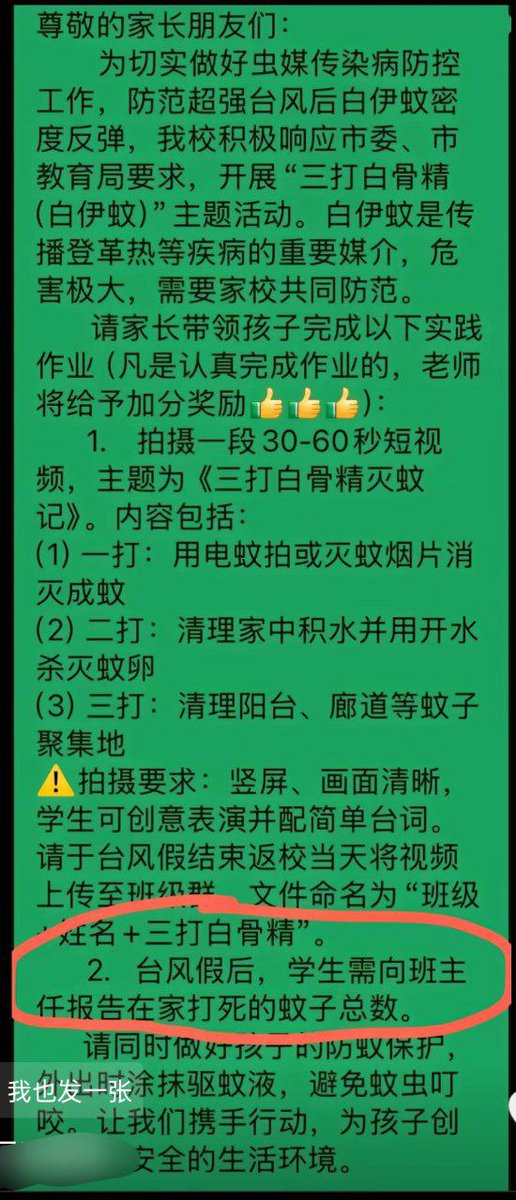 尊敬的家长朋友们：
为切实做好虫媒传染病防控
工作，防范超强台风后白伊蚊密
度反弹，我校积极响应市委、市
教育局要求，开展“三打白骨精
(白伊蚊)”主题活动。白伊蚊是传
播登革热等疾病的重要媒介，危
害极大，需要家校共同防范。
请家长带领孩子完成以下实践
作业（凡是认真完成作业的，老师
将给予加分奖励👍👍👍）：
1. 拍摄一段30-60秒短视
频，主题为《三打白骨精灭蚊
记》。内容包括：
(1) 一打：用电蚊拍或灭蚊烟片消
灭成蚊
(2) 二打：清理家中积水并用开水
杀灭蚊卵
(3) 三打：清理阳台、廊道等蚊子
聚集地
⚠️拍摄要求：竖屏、画面清晰，
学生可创意表演并配简单台词。
请于台风假结束返校当天将视频
上传至班级群，文件命名为“班级
+姓名+三打白骨精”。
2. 台风假后，学生需向班主
任报告在家打死的蚊子总数。
请同时做好孩子的防蚊保护，
外出时涂抹驱蚊液，避免蚊虫叮
我也发一张
咬。让我们携手行动，为孩子创
安全的生活环境。